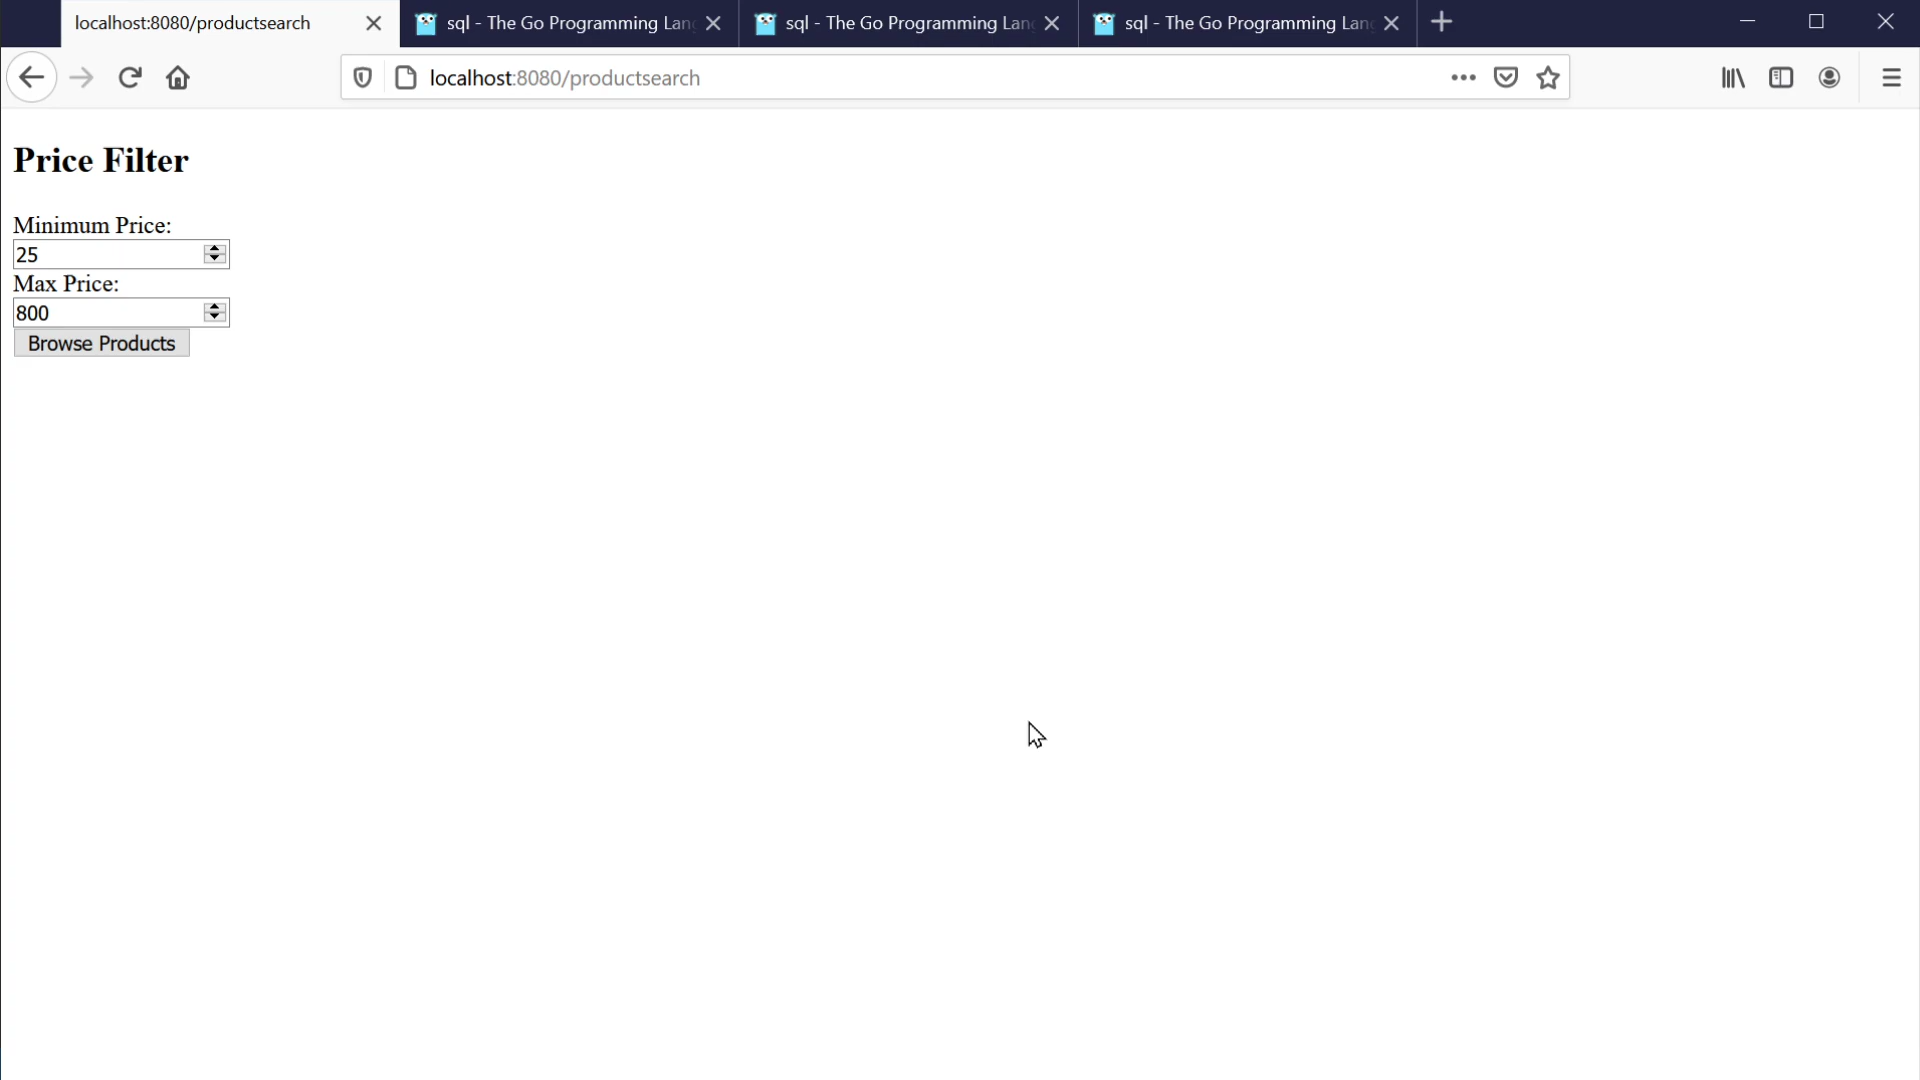 localhost:8080/productsearch
sql - The Go Programming Lan
sql - The Go Programming Lan
sql - The Go Programming Lan
localhost:8080/productsearch
Price Filter
Minimum Price:
25
Max Price:
800
Browse Products